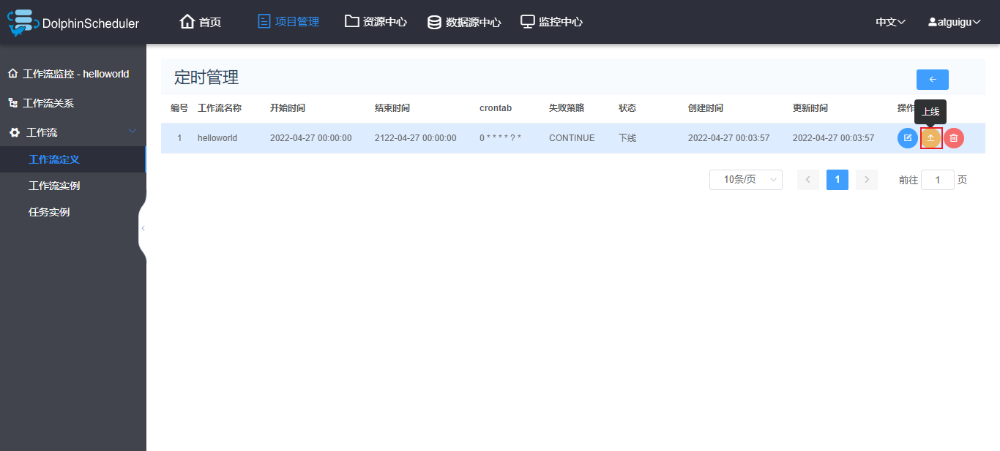 DolphinScheduler 首页 项目管理 资源中心 数据源中心 监控中心 中文 atguigu
工作流监控 - helloworld
工作流关系
工作流
工作流定义
工作流实例
任务实例
定时管理
编号 工作流名称 开始时间 结束时间 crontab 失败策略 状态 创建时间 更新时间 操作
上线
1 helloworld 2022-04-27 00:00:00 2122-04-27 00:00:00 0 * * * * ? * CONTINUE 下线 2022-04-27 00:03:57 2022-04-27 00:03:57
10条/页 1 前往 1 页